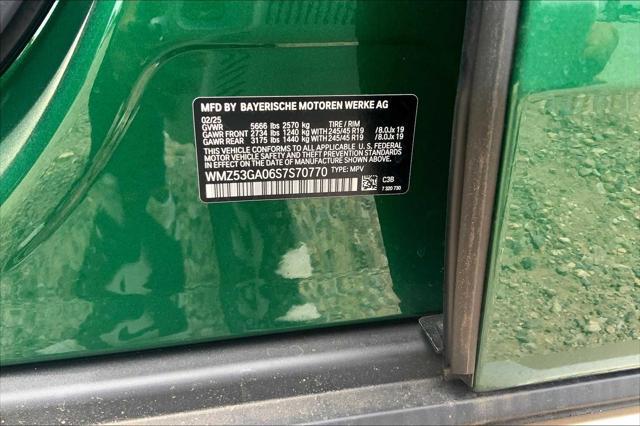 MFD BY BAYERISCHE MOTOREN WERKE AG
02/25
GVWR 5666 lbs 2570 kg TIRE / RIM
GAWR FRONT 2734 lbs 1240 kg WITH 245/45 R19 /8.0Jx 19
GAWR REAR 3175 lbs 1440 kg WITH 245/45 R19 /8.0Jx 19
THIS VEHICLE CONFORMS TO ALL APPLICABLE U. S. FEDERAL
MOTOR VEHICLE SAFETY, BUMPER, AND THEFT PREVENTION STANDARDS
IN EFFECT ON THE DATE OF MANUFACTURE SHOWN ABOVE.
WMZ53GA06S7S70770 TYPE: MPV C3B
7 320 730